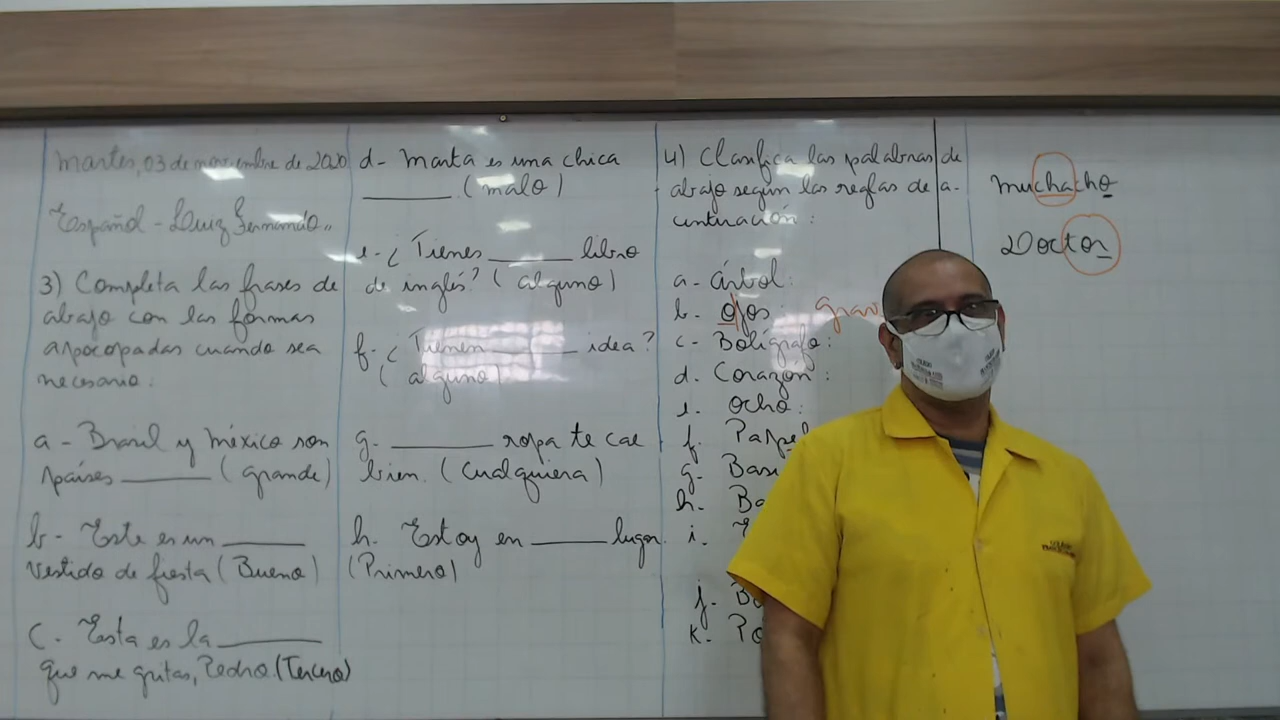 Martes, 03 de noviembre de 2020
Español - Luiz Fernando
3) Completa las frases de
abajo con las formas
apocopadas cuando sea
necesario:
a - Brasil y México son
países ______ (grande)
b - Este es un ______
vestido de fiesta (Bueno)
c - Esta es la ______
que me gritas, Pedro. (Tercero)
d - Marta es una chica
______ (malo)
e - ¿Tienes ______ libro
de inglés? (alguno)
f - ¿Tienen ______ idea?
(alguno)
g. ______ ropa te cae
bien. (Cualquiera)
h. Estoy en ______ lugar.
(Primero)
4) Clasifica las palabras de
abajo según las reglas de a-
centuación:
a - árbol:
b. ojos: Grav
c - Bolígrafo:
d. Corazón:
e. Ocho:
f. Papel
g. Bas
h. Ba
i.
j. Bo
k. Po
muchacho
Doctor